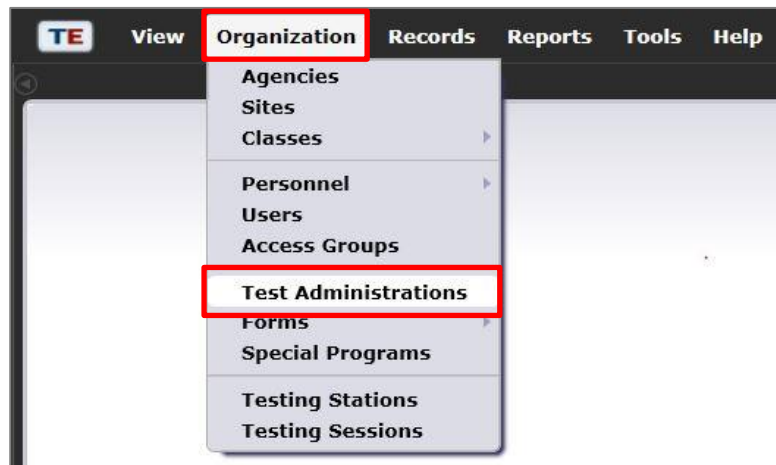 TE View Organization Records Reports Tools Help
Agencies
Sites
Classes
Personnel
Users
Access Groups
Test Administrations
Forms
Special Programs
Testing Stations
Testing Sessions